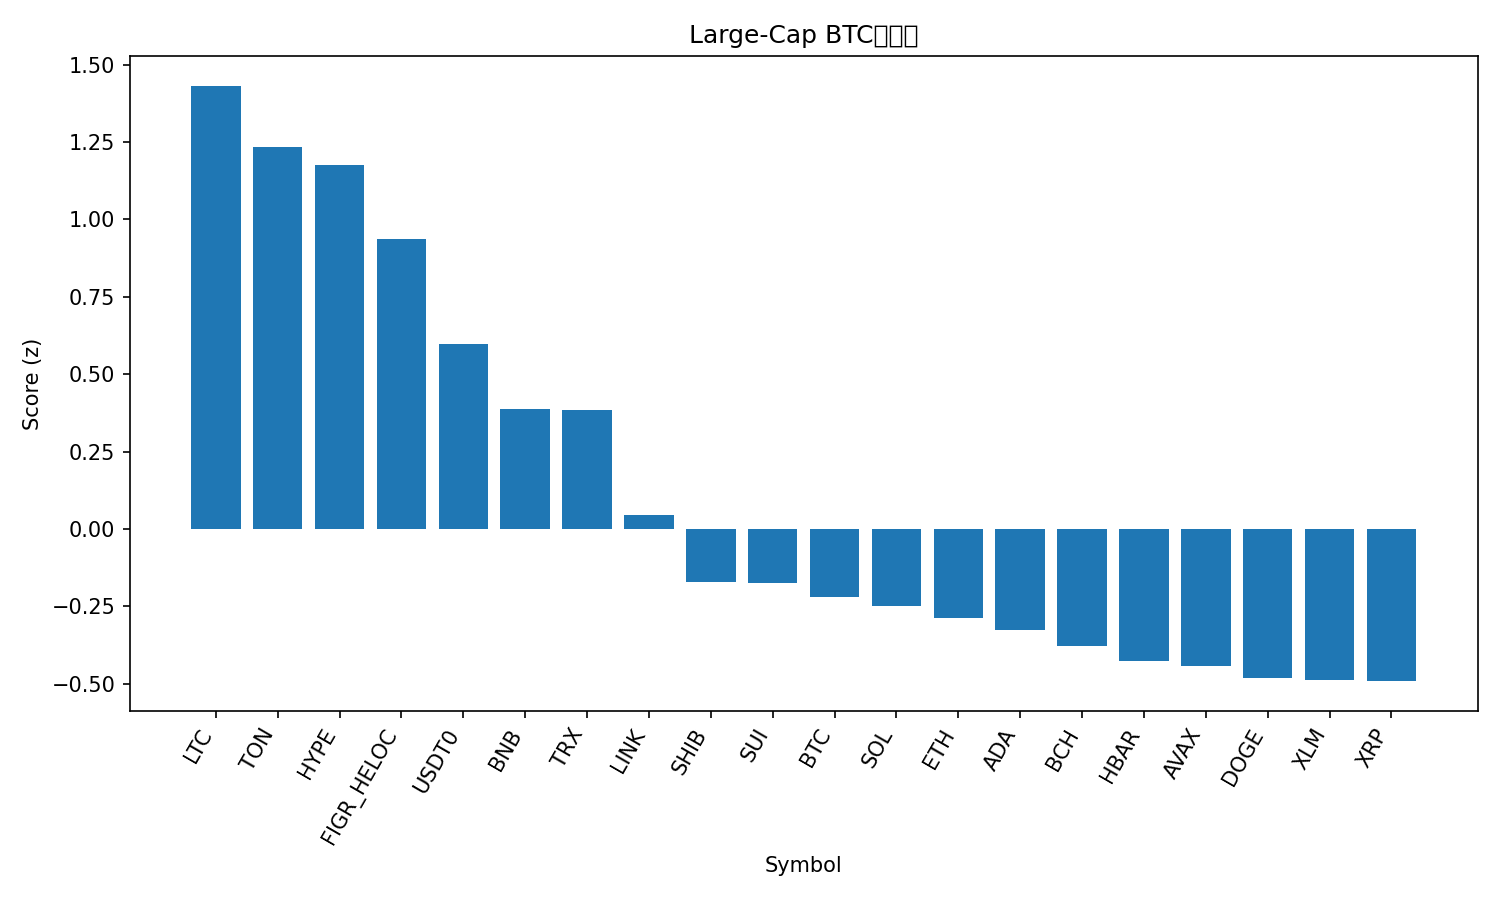 Large-Cap BTC
1.50
1.25
1.00
0.75
0.50
0.25
0.00
−0.25
−0.50
Score (z)
LTC
TON
HYPE
FIGR_HELOC
USDT0
BNB
TRX
LINK
SHIB
SUI
BTC
SOL
ETH
ADA
BCH
HBAR
AVAX
DOGE
XLM
XRP
Symbol